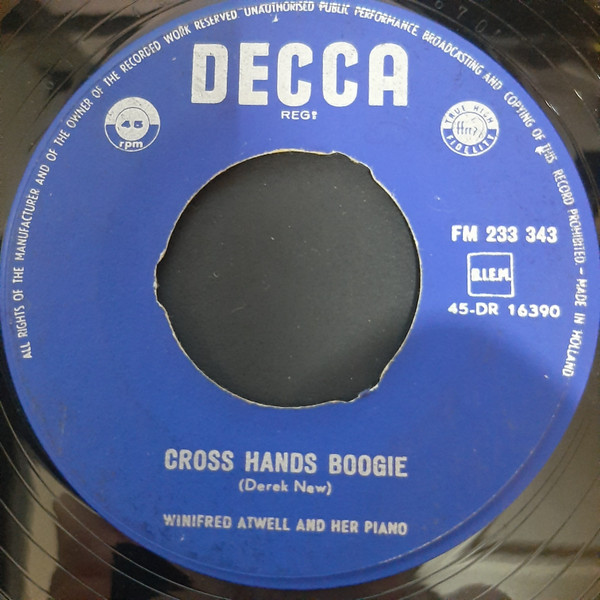 ALL RIGHTS OF THE MANUFACTURER AND OF THE OWNER OF THE RECORDED WORK RESERVED UNAUTHORISED PUBLIC PERFORMANCE, BROADCASTING AND COPYING OF THIS RECORD PROHIBITED. - MADE IN HOLLAND
DECCA
REGᵗ
45
rpm
TRUE HIGH
ffrr
FIDELITY
FM 233 343
B.I.E.M.
45-DR 16390
CROSS HANDS BOOGIE
(Derek New)
WINIFRED ATWELL AND HER PIANO